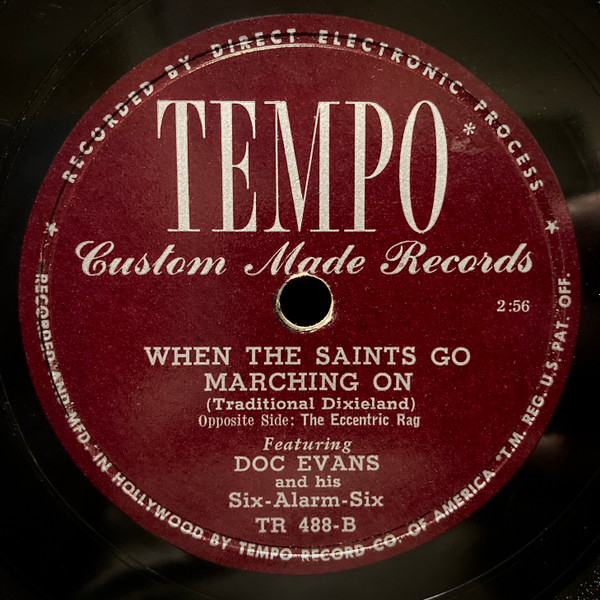 RECORDED BY DIRECT ELECTRONIC PROCESS
TEMPO*
Custom Made Records
2:56
WHEN THE SAINTS GO
MARCHING ON
(Traditional Dixieland)
Opposite Side: The Eccentric Rag
Featuring
DOC EVANS
and his
Six-Alarm-Six
TR 488-B
RECORDED AND MFD. IN HOLLYWOOD BY TEMPO RECORD CO. OF AMERICA *T.M. REG. U.S. PAT. OFF.